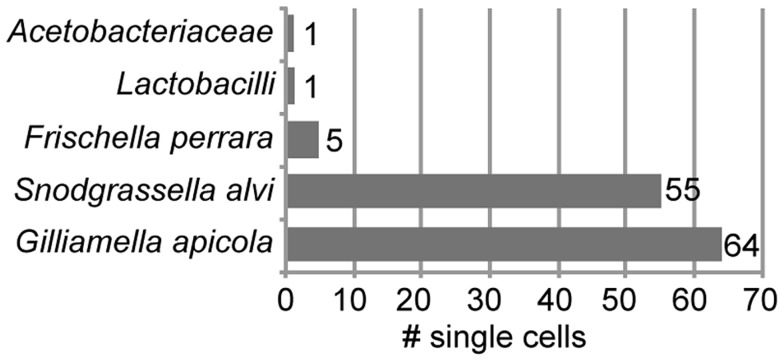 Acetobacteriaceae 1
Lactobacilli 1
Frischella perrara 5
Snodgrassella alvi 55
Gilliamella apicola 64
0 10 20 30 40 50 60 70
# single cells